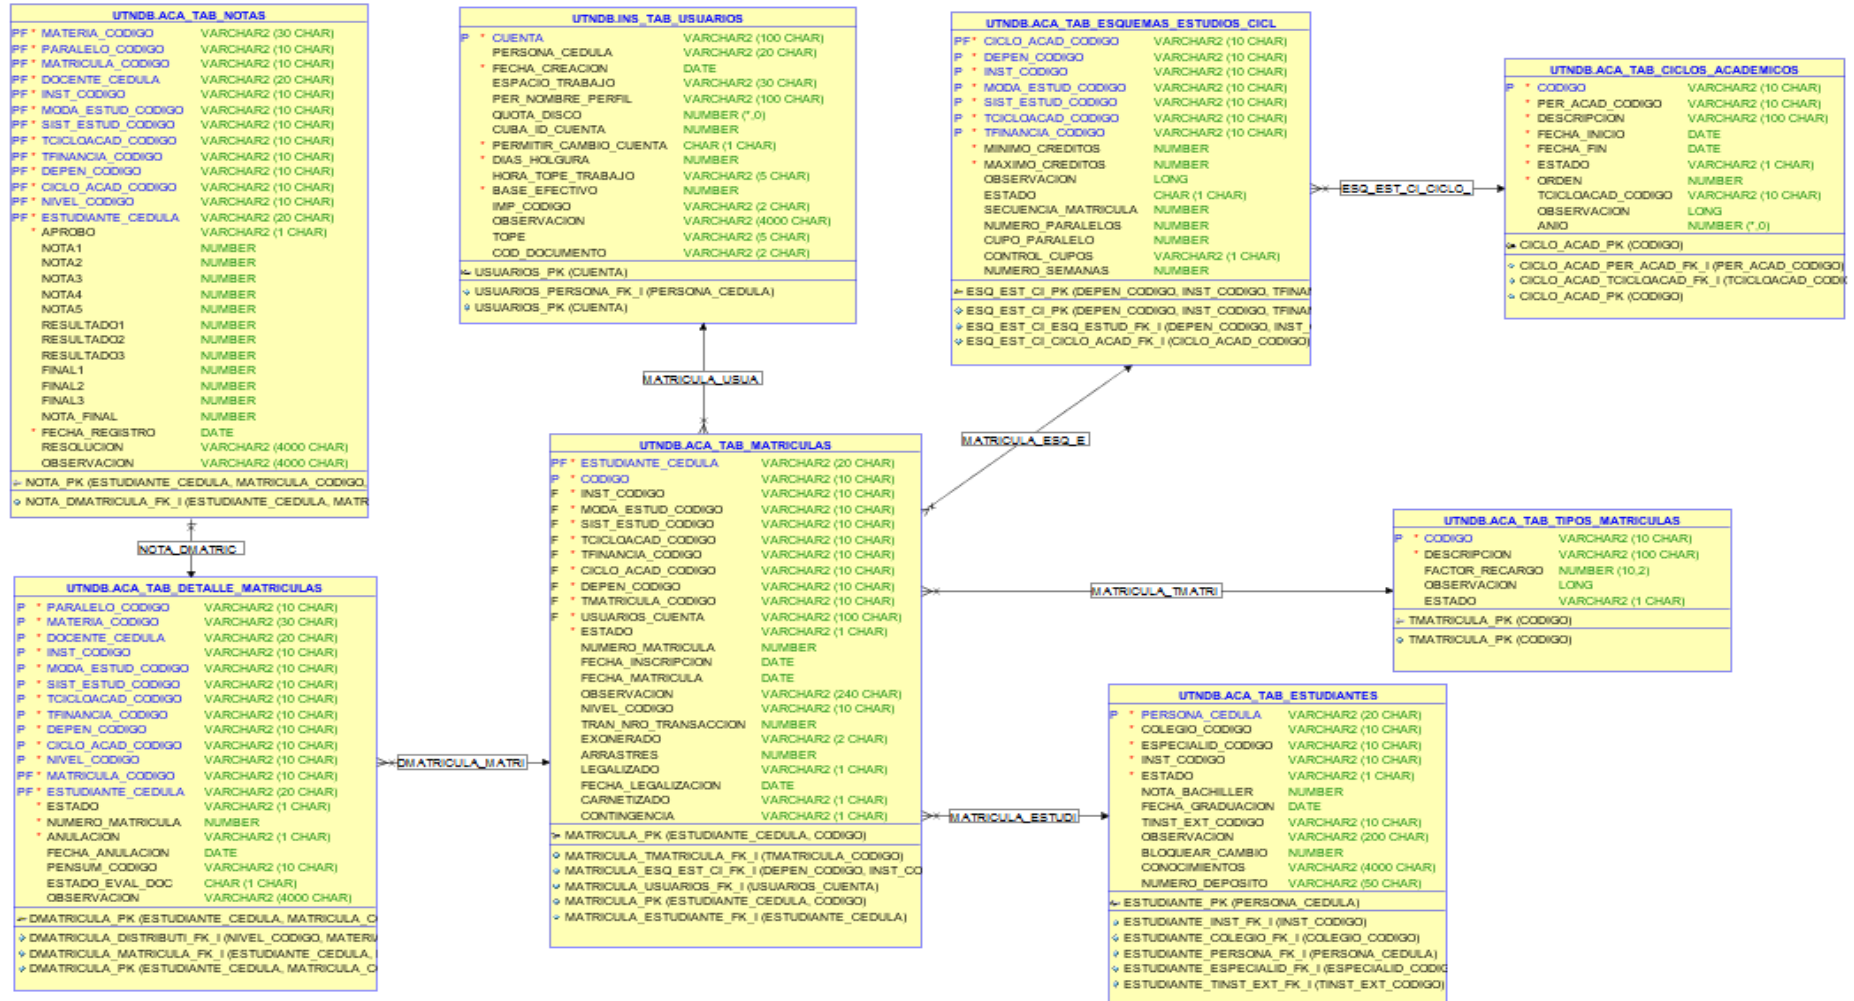 UTNDB.ACA_TAB_NOTAS
PF * MATERIA_CODIGO VARCHAR2 (30 CHAR)
PF * PARALELO_CODIGO VARCHAR2 (10 CHAR)
PF * MATRICULA_CODIGO VARCHAR2 (10 CHAR)
PF * DOCENTE_CEDULA VARCHAR2 (20 CHAR)
PF * INST_CODIGO VARCHAR2 (10 CHAR)
PF * MODA_ESTUD_CODIGO VARCHAR2 (10 CHAR)
PF * SIST_ESTUD_CODIGO VARCHAR2 (10 CHAR)
PF * TCICLOACAD_CODIGO VARCHAR2 (10 CHAR)
PF * TFINANCIA_CODIGO VARCHAR2 (10 CHAR)
PF * DEPEN_CODIGO VARCHAR2 (10 CHAR)
PF * CICLO_ACAD_CODIGO VARCHAR2 (10 CHAR)
PF * NIVEL_CODIGO VARCHAR2 (10 CHAR)
PF * ESTUDIANTE_CEDULA VARCHAR2 (20 CHAR)
* APROBO VARCHAR2 (1 CHAR)
NOTA1 NUMBER
NOTA2 NUMBER
NOTA3 NUMBER
NOTA4 NUMBER
NOTA5 NUMBER
RESULTADO1 NUMBER
RESULTADO2 NUMBER
RESULTADO3 NUMBER
FINAL1 NUMBER
FINAL2 NUMBER
FINAL3 NUMBER
NOTA_FINAL NUMBER
* FECHA_REGISTRO DATE
RESOLUCION VARCHAR2 (4000 CHAR)
OBSERVACION VARCHAR2 (4000 CHAR)
NOTA_PK (ESTUDIANTE_CEDULA, MATRICULA_CODIGO,
NOTA_DMATRICULA_FK_I (ESTUDIANTE_CEDULA, MATR
UTNDB.INS_TAB_USUARIOS
P * CUENTA VARCHAR2 (100 CHAR)
PERSONA_CEDULA VARCHAR2 (20 CHAR)
* FECHA_CREACION DATE
ESPACIO_TRABAJO VARCHAR2 (30 CHAR)
PER_NOMBRE_PERFIL VARCHAR2 (100 CHAR)
QUOTA_DISCO NUMBER (*,0)
CUBA_ID_CUENTA NUMBER
* PERMITIR_CAMBIO_CUENTA CHAR (1 CHAR)
* DIAS_HOLGURA NUMBER
HORA_TOPE_TRABAJO VARCHAR2 (5 CHAR)
* BASE_EFECTIVO NUMBER
IMP_CODIGO VARCHAR2 (2 CHAR)
OBSERVACION VARCHAR2 (4000 CHAR)
TOPE VARCHAR2 (5 CHAR)
COD_DOCUMENTO VARCHAR2 (2 CHAR)
USUARIOS_PK (CUENTA)
USUARIOS_PERSONA_FK_I (PERSONA_CEDULA)
USUARIOS_PK (CUENTA)
UTNDB.ACA_TAB_ESQUEMAS_ESTUDIOS_CICL
PF * CICLO_ACAD_CODIGO VARCHAR2 (10 CHAR)
P * DEPEN_CODIGO VARCHAR2 (10 CHAR)
P * INST_CODIGO VARCHAR2 (10 CHAR)
P * MODA_ESTUD_CODIGO VARCHAR2 (10 CHAR)
P * SIST_ESTUD_CODIGO VARCHAR2 (10 CHAR)
P * TCICLOACAD_CODIGO VARCHAR2 (10 CHAR)
P * TFINANCIA_CODIGO VARCHAR2 (10 CHAR)
* MINIMO_CREDITOS NUMBER
* MAXIMO_CREDITOS NUMBER
OBSERVACION LONG
ESTADO CHAR (1 CHAR)
SECUENCIA_MATRICULA NUMBER
NUMERO_PARALELOS NUMBER
CUPO_PARALELO NUMBER
CONTROL_CUPOS VARCHAR2 (1 CHAR)
NUMERO_SEMANAS NUMBER
ESQ_EST_CI_PK (DEPEN_CODIGO, INST_CODIGO, TFINA
ESQ_EST_CI_PK (DEPEN_CODIGO, INST_CODIGO, TFINA
ESQ_EST_CI_ESQ_ESTUD_FK_I (DEPEN_CODIGO, INST_
ESQ_EST_CI_CICLO_ACAD_FK_I (CICLO_ACAD_CODIGO)
ESQ_EST_CI_CICLO_
UTNDB.ACA_TAB_CICLOS_ACADEMICOS
P * CODIGO VARCHAR2 (10 CHAR)
* PER_ACAD_CODIGO VARCHAR2 (10 CHAR)
* DESCRIPCION VARCHAR2 (100 CHAR)
* FECHA_INICIO DATE
* FECHA_FIN DATE
* ESTADO VARCHAR2 (1 CHAR)
* ORDEN NUMBER
TCICLOACAD_CODIGO VARCHAR2 (10 CHAR)
OBSERVACION LONG
ANIO NUMBER (*,0)
CICLO_ACAD_PK (CODIGO)
CICLO_ACAD_PER_ACAD_FK_I (PER_ACAD_CODIGO)
CICLO_ACAD_TCICLOACAD_FK_I (TCICLOACAD_CODI
CICLO_ACAD_PK (CODIGO)
MATRICULA_USUA
MATRICULA_ESQ_E
NOTA_DMATRIC
UTNDB.ACA_TAB_DETALLE_MATRICULAS
P * PARALELO_CODIGO VARCHAR2 (10 CHAR)
P * MATERIA_CODIGO VARCHAR2 (30 CHAR)
P * DOCENTE_CEDULA VARCHAR2 (20 CHAR)
P * INST_CODIGO VARCHAR2 (10 CHAR)
P * MODA_ESTUD_CODIGO VARCHAR2 (10 CHAR)
P * SIST_ESTUD_CODIGO VARCHAR2 (10 CHAR)
P * TCICLOACAD_CODIGO VARCHAR2 (10 CHAR)
P * TFINANCIA_CODIGO VARCHAR2 (10 CHAR)
P * DEPEN_CODIGO VARCHAR2 (10 CHAR)
P * CICLO_ACAD_CODIGO VARCHAR2 (10 CHAR)
P * NIVEL_CODIGO VARCHAR2 (10 CHAR)
PF * MATRICULA_CODIGO VARCHAR2 (10 CHAR)
PF * ESTUDIANTE_CEDULA VARCHAR2 (20 CHAR)
* ESTADO VARCHAR2 (1 CHAR)
* NUMERO_MATRICULA NUMBER
* ANULACION VARCHAR2 (1 CHAR)
FECHA_ANULACION DATE
PENSUM_CODIGO VARCHAR2 (10 CHAR)
ESTADO_EVAL_DOC CHAR (1 CHAR)
OBSERVACION VARCHAR2 (4000 CHAR)
DMATRICULA_PK (ESTUDIANTE_CEDULA, MATRICULA_C
DMATRICULA_DISTRIBUTI_FK_I (NIVEL_CODIGO, MATERI
DMATRICULA_MATRICULA_FK_I (ESTUDIANTE_CEDULA,
DMATRICULA_PK (ESTUDIANTE_CEDULA, MATRICULA_C
DMATRICULA_MATRI
UTNDB.ACA_TAB_MATRICULAS
PF * ESTUDIANTE_CEDULA VARCHAR2 (20 CHAR)
P * CODIGO VARCHAR2 (10 CHAR)
F * INST_CODIGO VARCHAR2 (10 CHAR)
F * MODA_ESTUD_CODIGO VARCHAR2 (10 CHAR)
F * SIST_ESTUD_CODIGO VARCHAR2 (10 CHAR)
F * TCICLOACAD_CODIGO VARCHAR2 (10 CHAR)
F * TFINANCIA_CODIGO VARCHAR2 (10 CHAR)
F * CICLO_ACAD_CODIGO VARCHAR2 (10 CHAR)
F * DEPEN_CODIGO VARCHAR2 (10 CHAR)
F * TMATRICULA_CODIGO VARCHAR2 (10 CHAR)
F * USUARIOS_CUENTA VARCHAR2 (100 CHAR)
* ESTADO VARCHAR2 (1 CHAR)
NUMERO_MATRICULA NUMBER
FECHA_INSCRIPCION DATE
FECHA_MATRICULA DATE
OBSERVACION VARCHAR2 (240 CHAR)
NIVEL_CODIGO VARCHAR2 (10 CHAR)
TRAN_NRO_TRANSACCION NUMBER
EXONERADO VARCHAR2 (2 CHAR)
ARRASTRES NUMBER
LEGALIZADO VARCHAR2 (1 CHAR)
FECHA_LEGALIZACION DATE
CARNETIZADO VARCHAR2 (1 CHAR)
CONTINGENCIA VARCHAR2 (1 CHAR)
MATRICULA_PK (ESTUDIANTE_CEDULA, CODIGO)
MATRICULA_TMATRICULA_FK_I (TMATRICULA_CODIGO)
MATRICULA_ESQ_EST_CI_FK_I (DEPEN_CODIGO, INST_CO
MATRICULA_USUARIOS_FK_I (USUARIOS_CUENTA)
MATRICULA_PK (ESTUDIANTE_CEDULA, CODIGO)
MATRICULA_ESTUDIANTE_FK_I (ESTUDIANTE_CEDULA)
MATRICULA_TMATRI
UTNDB.ACA_TAB_TIPOS_MATRICULAS
P * CODIGO VARCHAR2 (10 CHAR)
* DESCRIPCION VARCHAR2 (100 CHAR)
FACTOR_RECARGO NUMBER (10,2)
OBSERVACION LONG
ESTADO VARCHAR2 (1 CHAR)
TMATRICULA_PK (CODIGO)
TMATRICULA_PK (CODIGO)
MATRICULA_ESTUDI
UTNDB.ACA_TAB_ESTUDIANTES
P * PERSONA_CEDULA VARCHAR2 (20 CHAR)
* COLEGIO_CODIGO VARCHAR2 (10 CHAR)
* ESPECIALID_CODIGO VARCHAR2 (10 CHAR)
* INST_CODIGO VARCHAR2 (10 CHAR)
* ESTADO VARCHAR2 (1 CHAR)
NOTA_BACHILLER NUMBER
FECHA_GRADUACION DATE
TINST_EXT_CODIGO VARCHAR2 (10 CHAR)
OBSERVACION VARCHAR2 (200 CHAR)
BLOQUEAR_CAMBIO NUMBER
CONOCIMIENTOS VARCHAR2 (4000 CHAR)
NUMERO_DEPOSITO VARCHAR2 (50 CHAR)
ESTUDIANTE_PK (PERSONA_CEDULA)
ESTUDIANTE_INST_FK_I (INST_CODIGO)
ESTUDIANTE_COLEGIO_FK_I (COLEGIO_CODIGO)
ESTUDIANTE_PERSONA_FK_I (PERSONA_CEDULA)
ESTUDIANTE_ESPECIALID_FK_I (ESPECIALID_CODIG
ESTUDIANTE_TINST_EXT_FK_I (TINST_EXT_CODIGO)